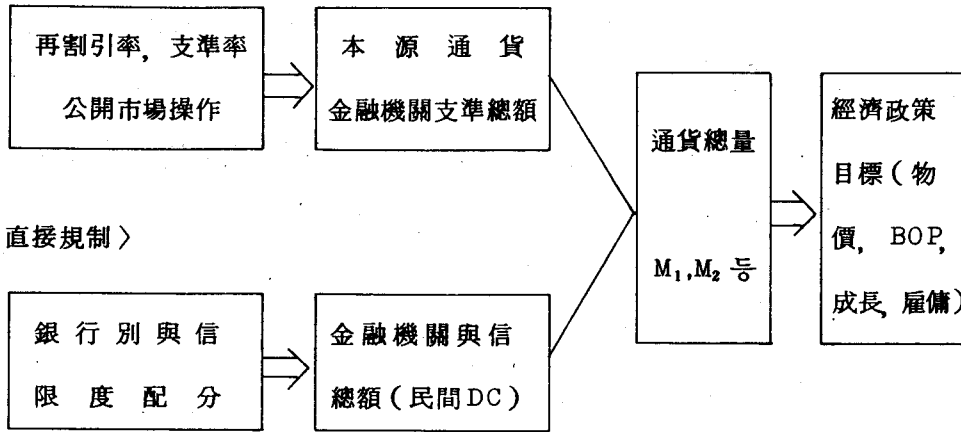 再割引率, 支準率
公開市場操作
本源通貨
金融機關支準總額
通貨總量
M₁,M₂ 등
經濟政策
目標(物
價, BOP,
成長, 雇傭)
直接規制〉
銀行別與信
限度配分
金融機關與信
總額(民間DC)